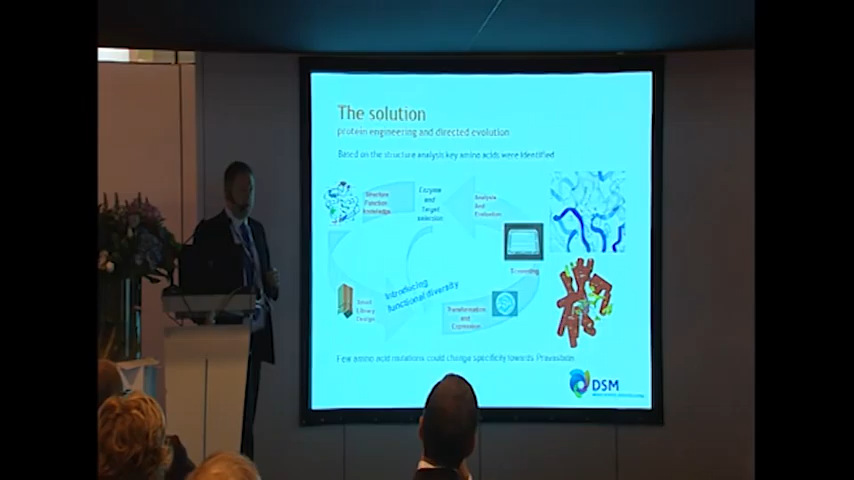 The solution
protein engineering and directed evolution
Based on the structure analysis key amino acids were identified
Structure
Function
Knowledge
Enzyme
and
Target
selection
Analysis
And
Evaluation
Screening
Introducing
functional diversity
Small
Library
Design
Transformation
and
Expression
Few amino acid mutations could change specificity towards Pravastatin
DSM